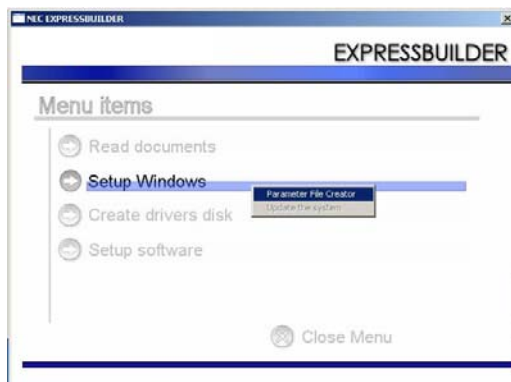 NEC EXPRESSBUILDER
EXPRESSBUILDER
Menu items
Read documents
Setup Windows
Parameter File Creator
Update the system
Create drivers disk
Setup software
Close Menu